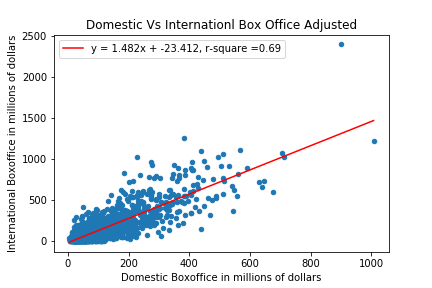 Domestic Vs Internationl Box Office Adjusted
y = 1.482x + -23.412, r-square =0.69
International Boxoffice in millions of dollars
2500
2000
1500
1000
500
0
0 200 400 600 800 1000
Domestic Boxoffice in millions of dollars